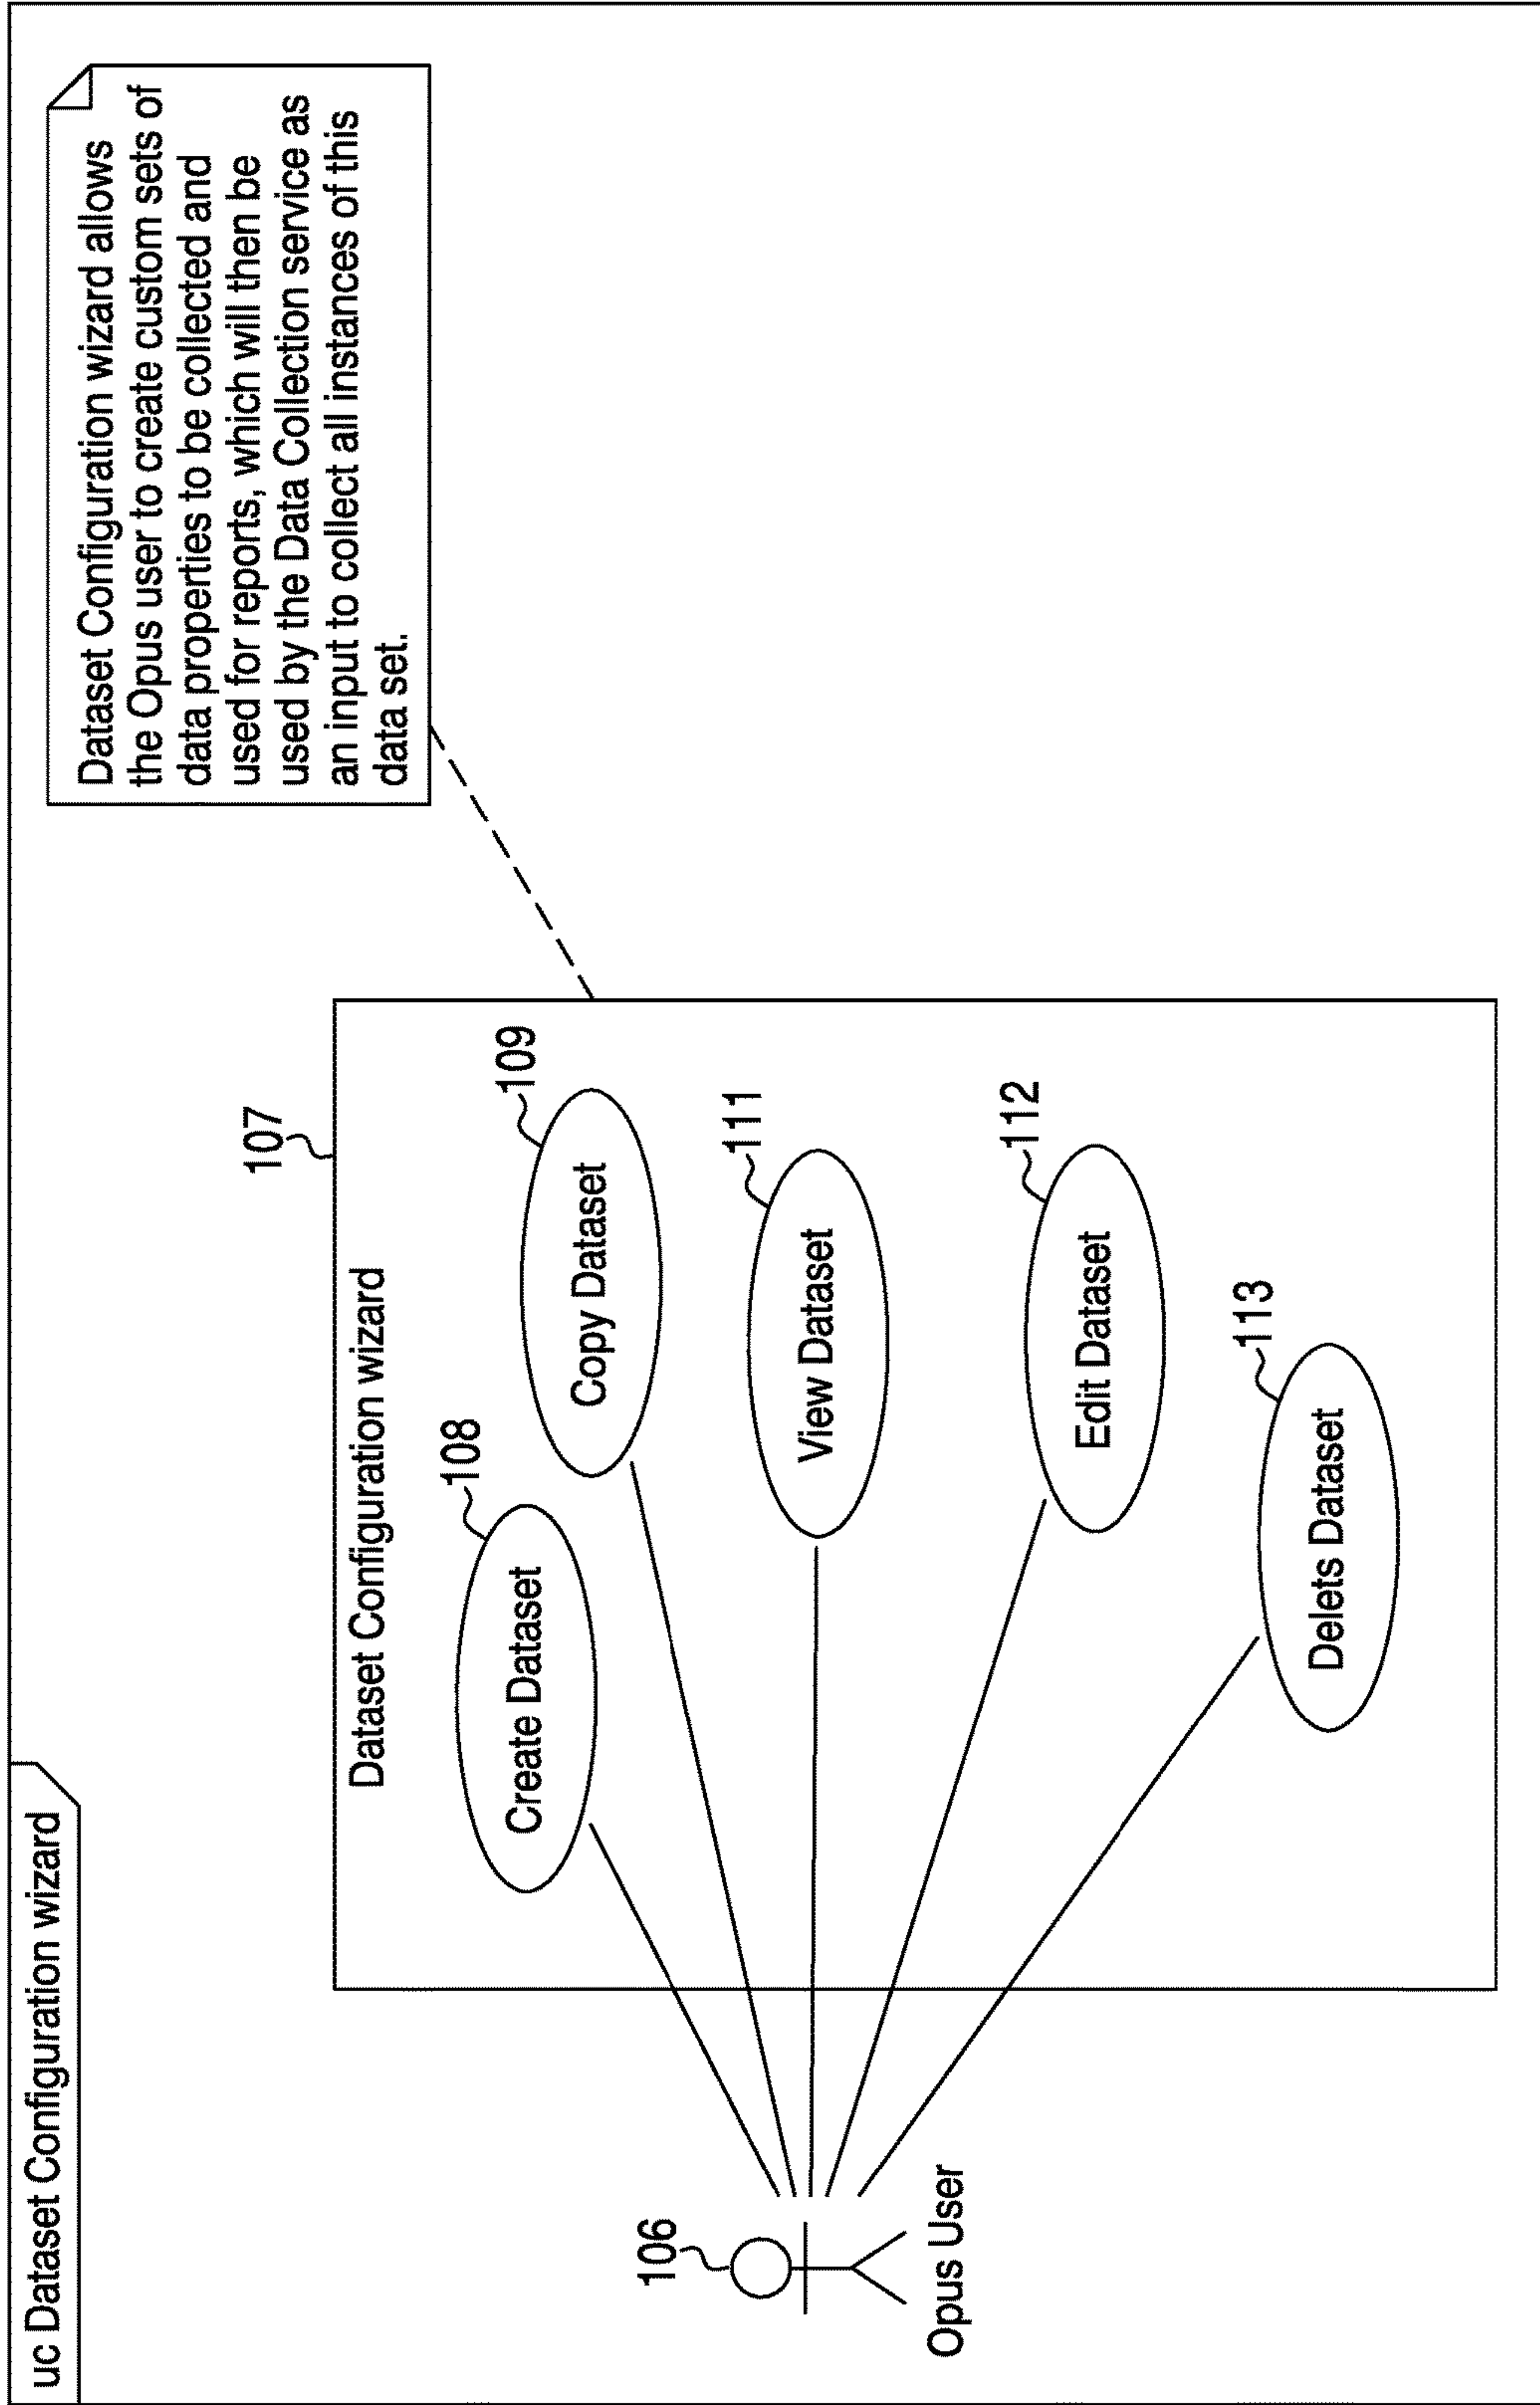 uc Dataset Configuration wizard
Dataset Configuration wizard allows
the Opus user to create custom sets of
data properties to be collected and
used for reports, which will then be
used by the Data Collection service as
an input to collect all instances of this
data set.
107
Dataset Configuration wizard
108
Create Dataset
109
Copy Dataset
111
View Dataset
112
Edit Dataset
113
Delets Dataset
106
Opus User